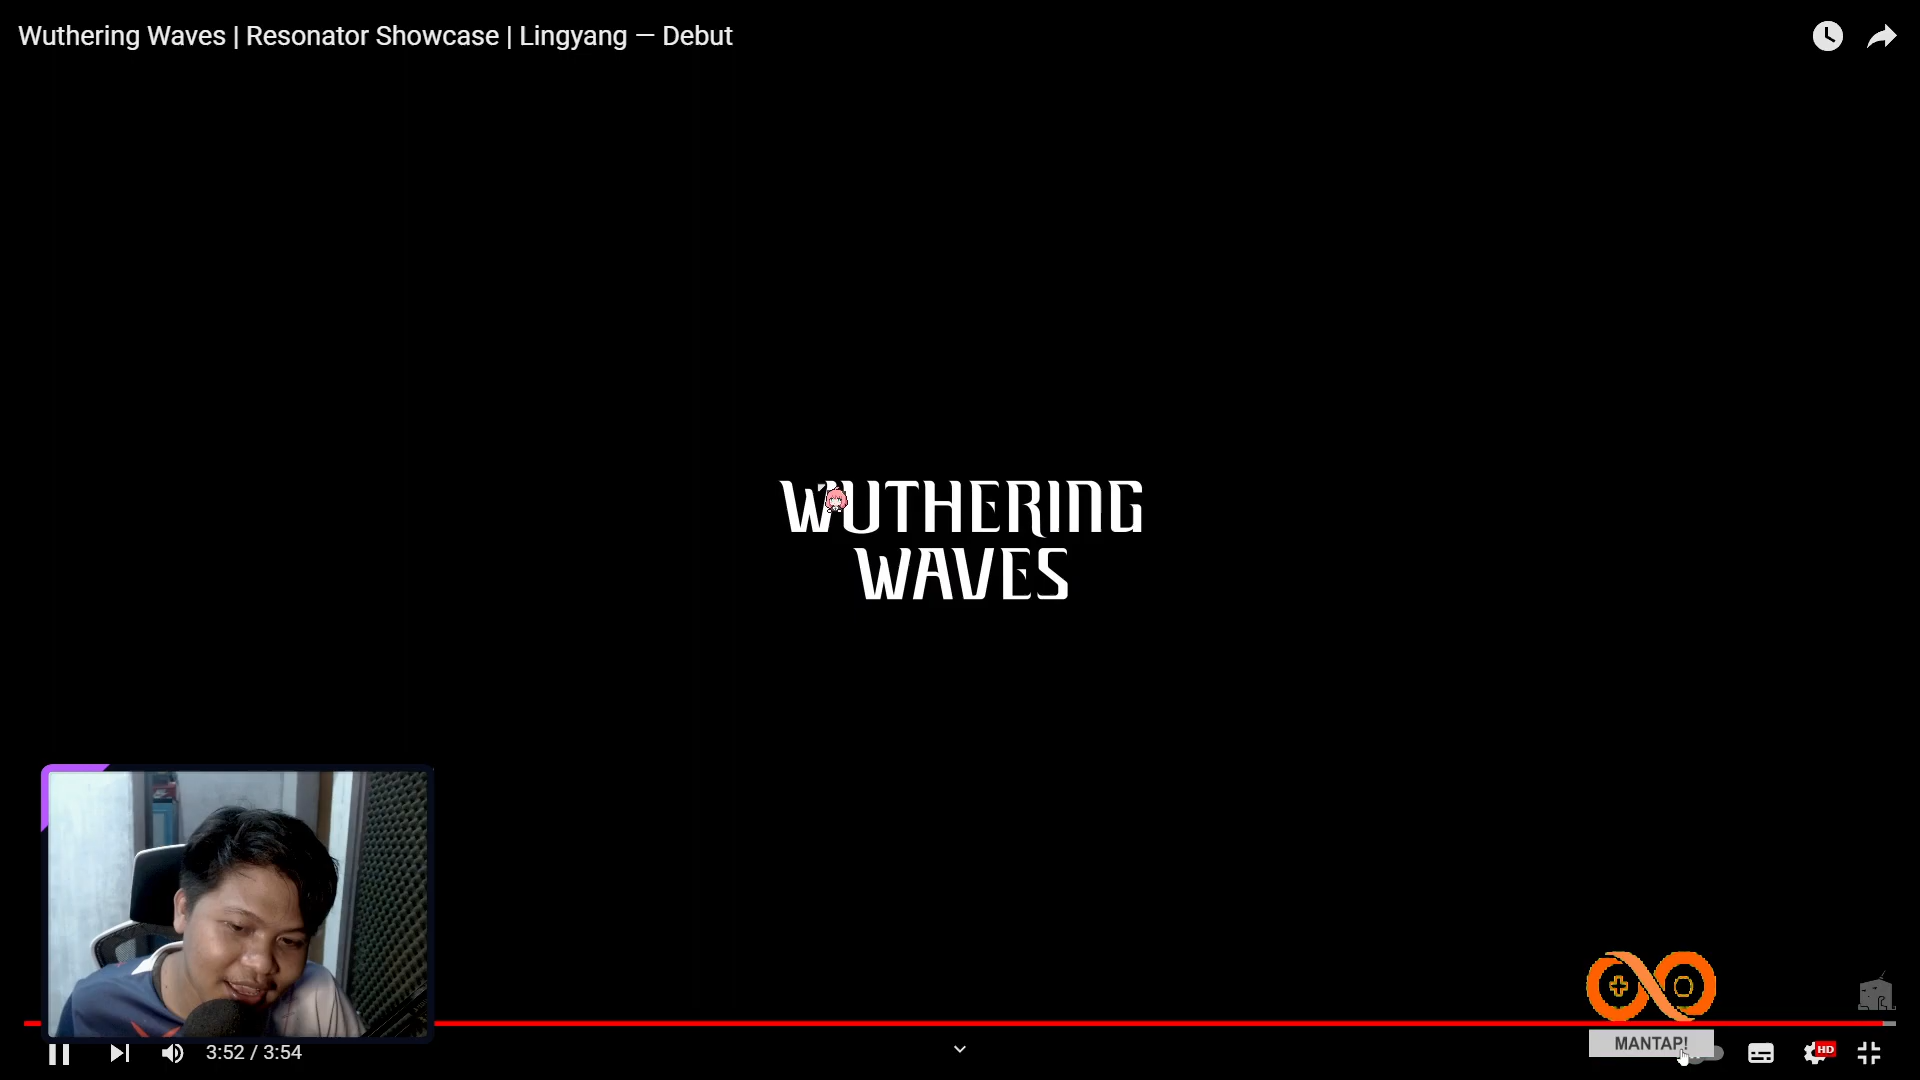 Wuthering Waves | Resonator Showcase | Lingyang — Debut
WUTHERING
WAVES
MANTAP!
3:52 / 3:54
HD